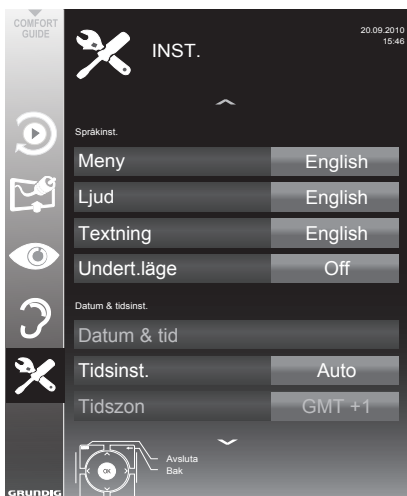 COMFORT
GUIDE
INST.
20.09.2010
15:46
Språkinst.
Meny English
Ljud English
Textning English
Undert.läge Off
Datum & tidsinst.
Datum & tid
Tidsinst. Auto
Tidszon GMT +1
Avsluta
OK
Bak
GRUNDIG